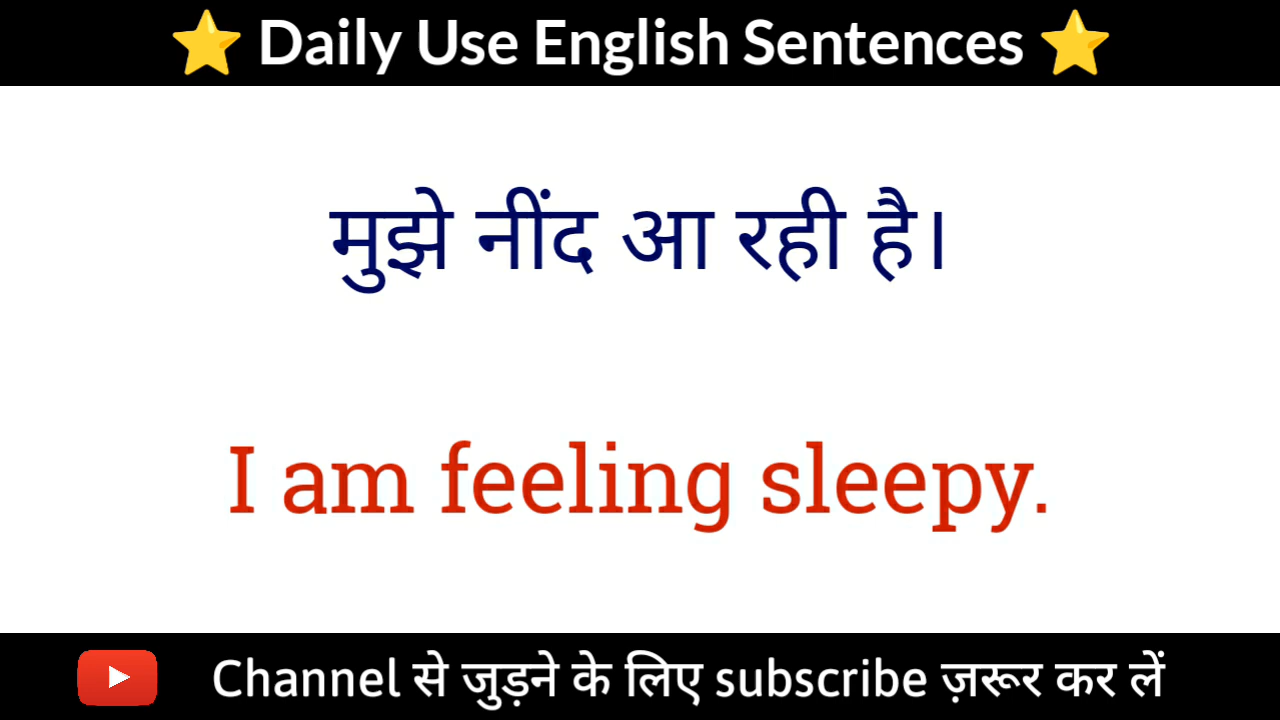 ⭐ Daily Use English Sentences ⭐
मुझे नींद आ रही है।
I am feeling sleepy.
Channel से जुड़ने के लिए subscribe ज़रूर कर लें